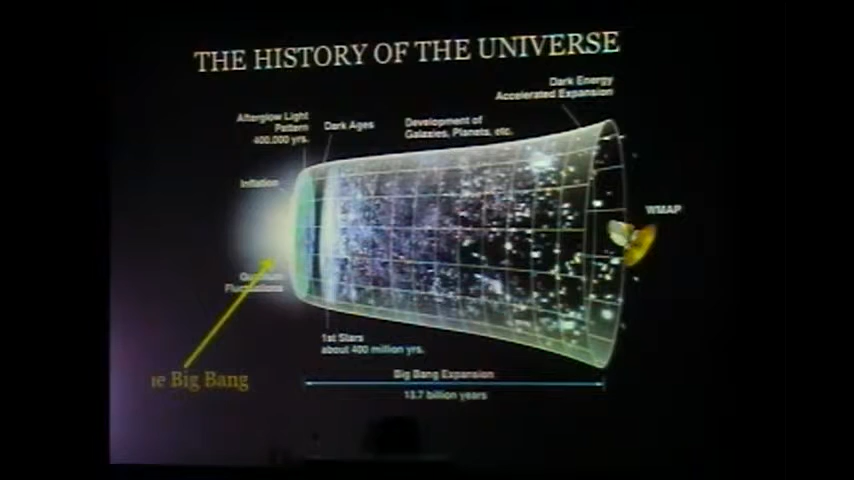 THE HISTORY OF THE UNIVERSE
Dark Energy
Accelerated Expansion
Afterglow Light
Pattern
400,000 yrs.
Dark Ages
Development of
Galaxies, Planets, etc.
Inflation
WMAP
Quantum
Fluctuations
1st Stars
about 400 million yrs.
Big Bang
Big Bang Expansion
13.7 billion years